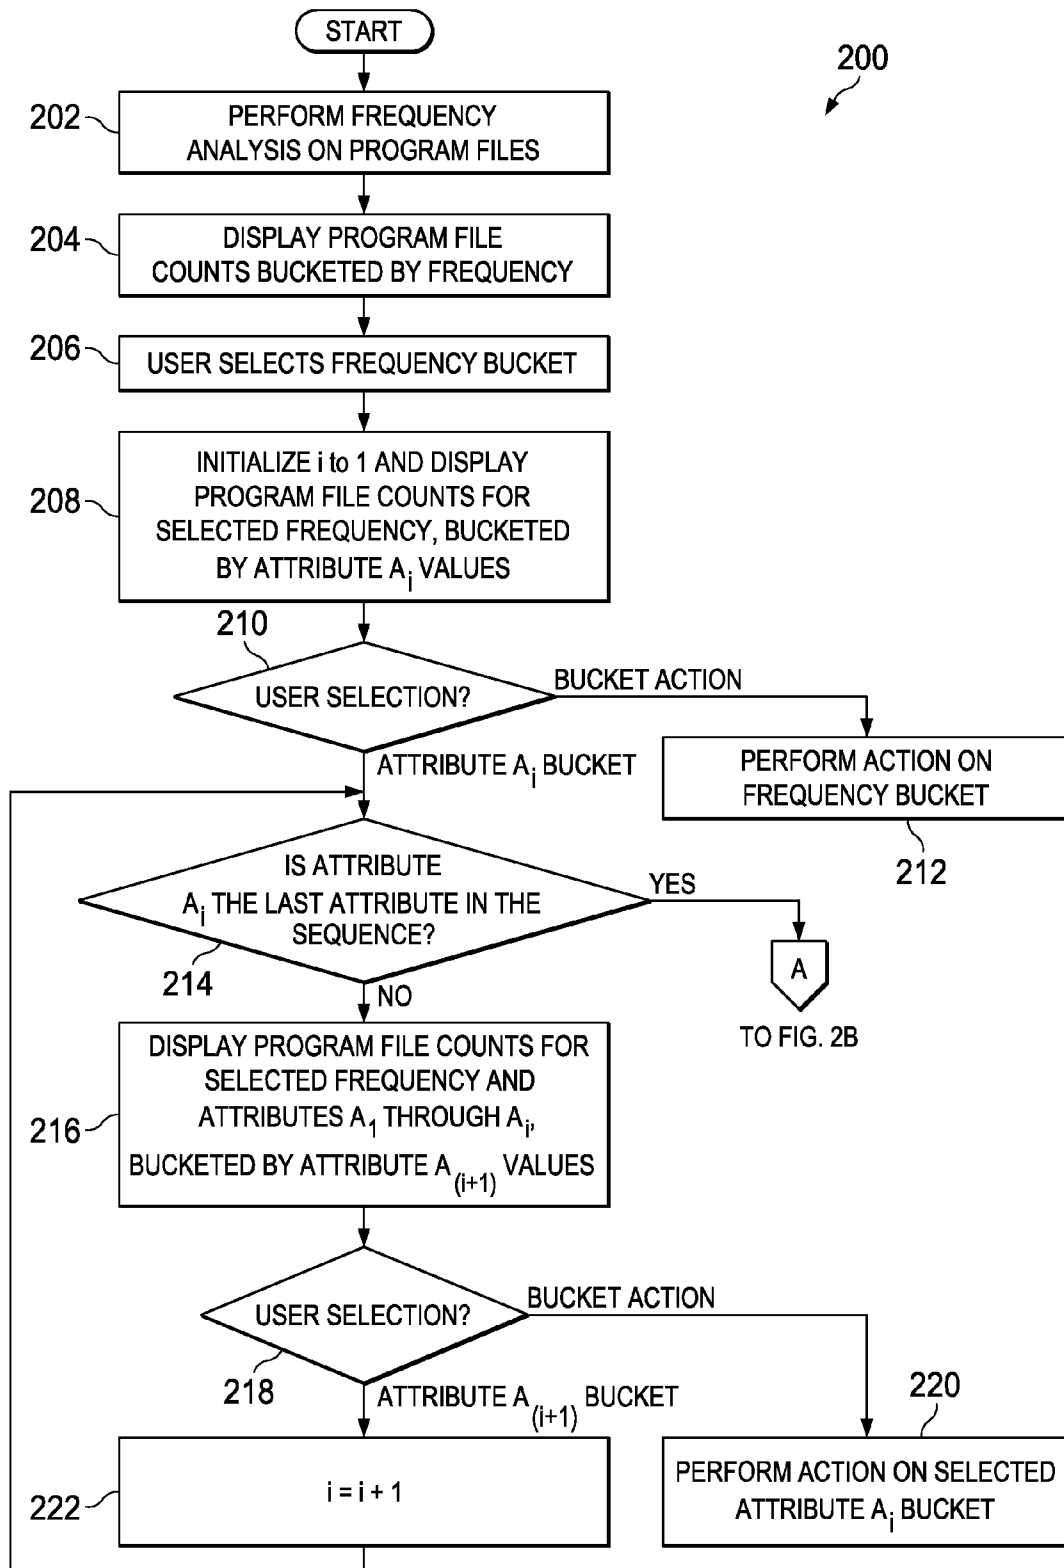 START
200
202
PERFORM FREQUENCY
ANALYSIS ON PROGRAM FILES
204
DISPLAY PROGRAM FILE
COUNTS BUCKETED BY FREQUENCY
206
USER SELECTS FREQUENCY BUCKET
208
INITIALIZE i to 1 AND DISPLAY
PROGRAM FILE COUNTS FOR
SELECTED FREQUENCY, BUCKETED
BY ATTRIBUTE Ai VALUES
210
USER SELECTION?
BUCKET ACTION
ATTRIBUTE Ai BUCKET
PERFORM ACTION ON
FREQUENCY BUCKET
212
IS ATTRIBUTE
Ai THE LAST ATTRIBUTE IN THE
SEQUENCE?
214
YES
A
TO FIG. 2B
NO
216
DISPLAY PROGRAM FILE COUNTS FOR
SELECTED FREQUENCY AND
ATTRIBUTES A1 THROUGH Ai,
BUCKETED BY ATTRIBUTE A(i+1) VALUES
USER SELECTION?
218
BUCKET ACTION
ATTRIBUTE A(i+1) BUCKET
220
PERFORM ACTION ON SELECTED
ATTRIBUTE Ai BUCKET
222
i = i + 1